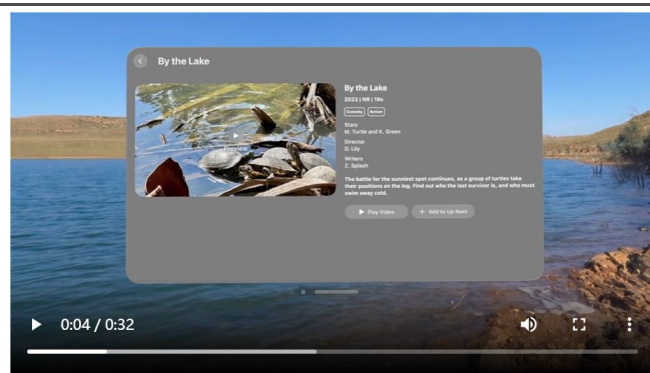 By the Lake
Preview
By the Lake
2023 | NR | 19s
Comedy Action
Stars
M. Turtle and K. Green
Director
D. Lily
Writers
Z. Splash
The battle for the sunniest spot continues, as a group of turtles take
their positions on the log. Find out who the last survivor is, and who must
swim away cold.
Play Video + Add to Up Next
0:04 / 0:32